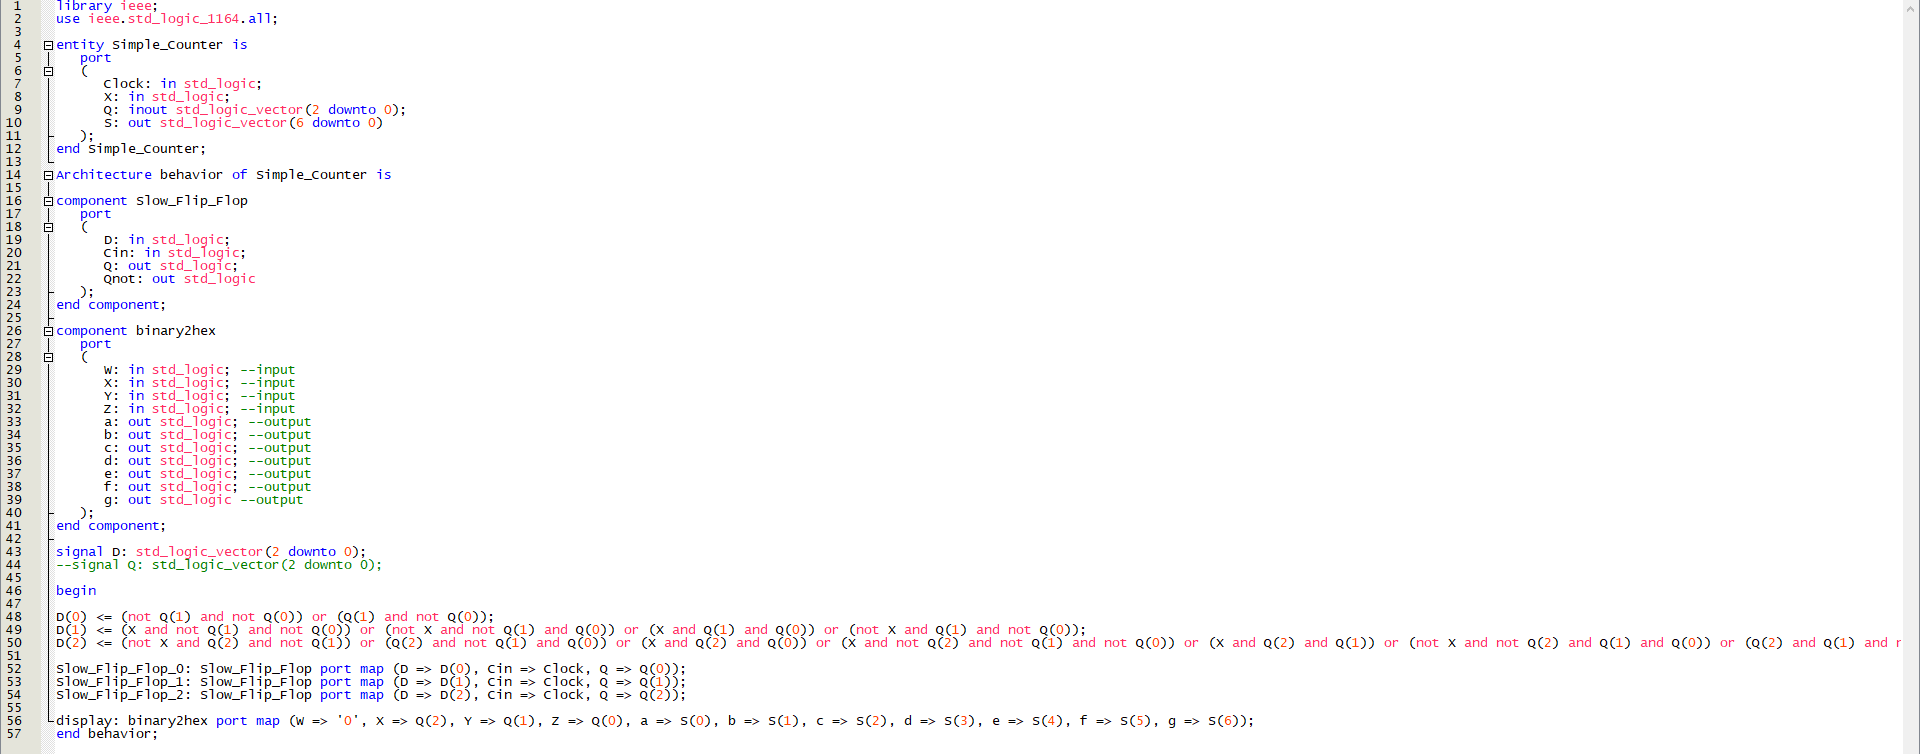 1 library ieee;
2 use ieee.std_logic_1164.all;
3
4 entity Simple_Counter is
5 port
6 (
7 Clock: in std_logic;
8 X: in std_logic;
9 Q: inout std_logic_vector(2 downto 0);
10 S: out std_logic_vector(6 downto 0)
11 );
12 end Simple_Counter;
13
14 Architecture behavior of Simple_Counter is
15
16 component Slow_Flip_Flop
17 port
18 (
19 D: in std_logic;
20 Cin: in std_logic;
21 Q: out std_logic;
22 Qnot: out std_logic
23 );
24 end component;
25
26 component binary2hex
27 port
28 (
29 W: in std_logic; --input
30 X: in std_logic; --input
31 Y: in std_logic; --input
32 Z: in std_logic; --input
33 a: out std_logic; --output
34 b: out std_logic; --output
35 c: out std_logic; --output
36 d: out std_logic; --output
37 e: out std_logic; --output
38 f: out std_logic; --output
39 g: out std_logic --output
40 );
41 end component;
42
43 signal D: std_logic_vector(2 downto 0);
44 --signal Q: std_logic_vector(2 downto 0);
45
46 begin
47
48 D(0) <= (not Q(1) and not Q(0)) or (Q(1) and not Q(0));
49 D(1) <= (X and not Q(1) and not Q(0)) or (not X and not Q(1) and Q(0)) or (X and Q(1) and Q(0)) or (not X and Q(1) and not Q(0));
50 D(2) <= (not X and Q(2) and not Q(1)) or (Q(2) and not Q(1) and Q(0)) or (X and Q(2) and Q(0)) or (X and not Q(2) and not Q(1) and not Q(0)) or (X and Q(2) and Q(1)) or (not X and not Q(2) and Q(1) and Q(0)) or (Q(2) and Q(1) and
51
52 Slow_Flip_Flop_0: Slow_Flip_Flop port map (D => D(0), Cin => Clock, Q => Q(0));
53 Slow_Flip_Flop_1: Slow_Flip_Flop port map (D => D(1), Cin => Clock, Q => Q(1));
54 Slow_Flip_Flop_2: Slow_Flip_Flop port map (D => D(2), Cin => Clock, Q => Q(2));
55
56 display: binary2hex port map (W => '0', X => Q(2), Y => Q(1), Z => Q(0), a => S(0), b => S(1), c => S(2), d => S(3), e => S(4), f => S(5), g => S(6));
57 end behavior;